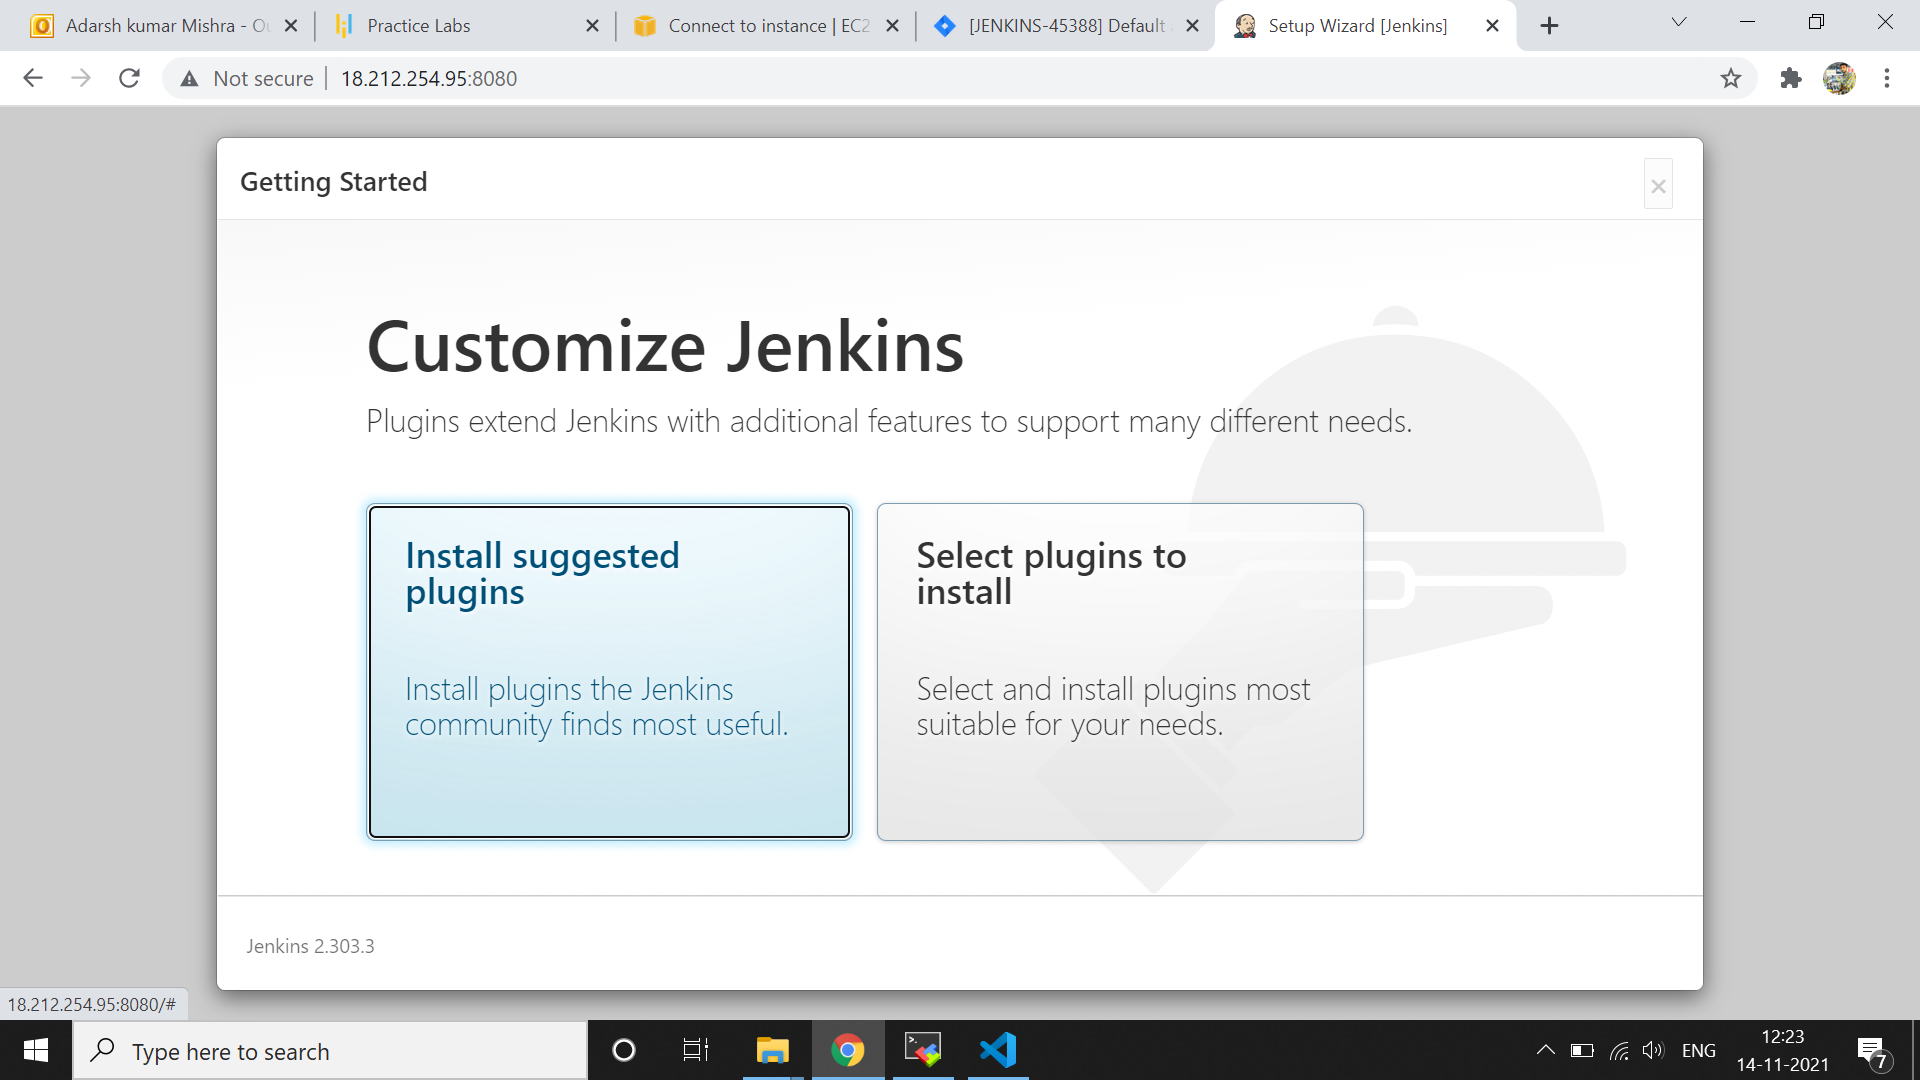 Adarsh kumar Mishra - Ou
Practice Labs
Connect to instance | EC2
[JENKINS-45388] Default
Setup Wizard [Jenkins]
Not secure
18.212.254.95:8080
Getting Started
Customize Jenkins
Plugins extend Jenkins with additional features to support many different needs.
Install suggested
plugins
Install plugins the Jenkins
community finds most useful.
Select plugins to
install
Select and install plugins most
suitable for your needs.
Jenkins 2.303.3
18.212.254.95:8080/#
Type here to search
ENG
12:23
14-11-2021
7